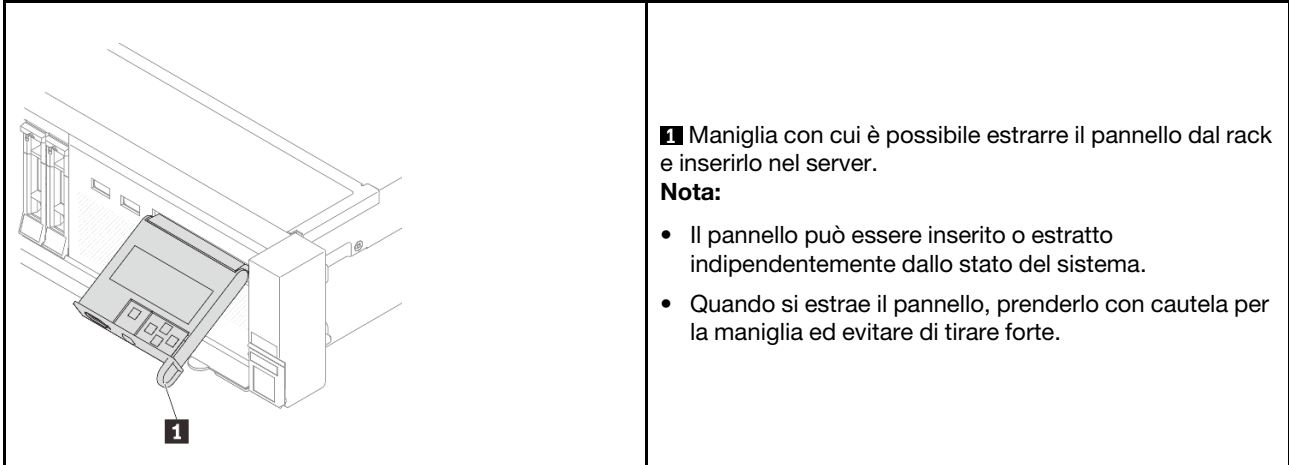 1 Maniglia con cui è possibile estrarre il pannello dal rack
e inserirlo nel server.
Nota:
• Il pannello può essere inserito o estratto
indipendentemente dallo stato del sistema.
• Quando si estrae il pannello, prenderlo con cautela per
la maniglia ed evitare di tirare forte.
1